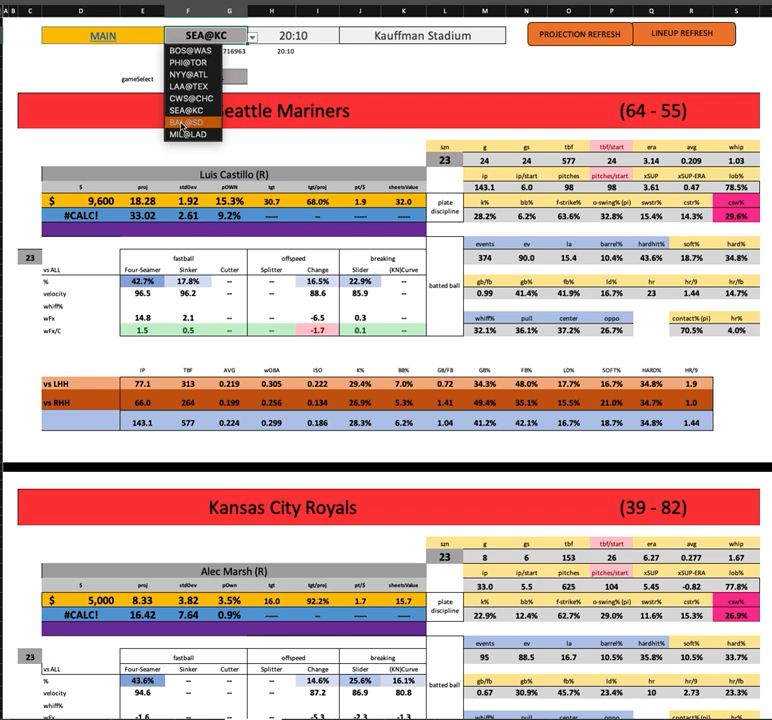 A B C D E F G H I J K L M N O P Q R S
MAIN SEA@KC 20:10 Kauffman Stadium PROJECTION REFRESH LINEUP REFRESH
BOS@WAS 716963 20:10
PHI@TOR
NYY@ATL
gameSelect LAA@TEX
CWS@CHC
SEA@KC
BAL@SD
MIL@LAD
Seattle Mariners (64 - 55)
szn g gs tbf tbf/start era avg whip
23 24 24 577 24 3.14 0.209 1.03
Luis Castillo (R) ip ip/start pitches pitches/start xSUP xSUP-ERA lob%
$ proj stdDev pOWN tgt tgt/proj pt/$ sheetsValue 143.1 6.0 98 98 3.61 0.47 78.5%
$ 9,600 18.28 1.92 15.3% 30.7 68.0% 1.9 32.0 plate discipline k% bb% f-strike% o-swing% (pi) swstr% cstr% csw%
#CALC! 33.02 2.61 9.2% ---- -- ---- ---- 28.2% 6.2% 63.6% 32.8% 15.4% 14.3% 29.6%
events ev la barrel% hardhit% soft% hard%
23 fastball offspeed breaking 374 90.0 15.4 10.4% 43.6% 18.7% 34.8%
vs ALL Four-Seamer Sinker Cutter Splitter Change Slider (KN)Curve
% 42.7% 17.8% -- -- 16.5% 22.9% -- batted ball gb/fb gb% fb% ld% hr hr/9 hr/fb
velocity 96.5 96.2 -- -- 88.6 85.9 -- 0.99 41.4% 41.9% 16.7% 23 1.44 14.7%
whiff%
wFx 14.8 2.1 -- -- -6.5 0.3 -- whiff% pull center oppo contact% (pi) hr%
wFx/C 1.5 0.5 -- -- -1.7 0.1 -- 32.1% 36.1% 37.2% 26.7% 70.5% 4.0%
IP TBF AVG wOBA ISO K% BB% GB/FB GB% FB% LD% SOFT% HARD% HR/9
vs LHH 77.1 313 0.219 0.305 0.222 29.4% 7.0% 0.72 34.3% 48.0% 17.7% 16.7% 34.8% 1.9
vs RHH 66.0 264 0.199 0.256 0.134 26.9% 5.3% 1.41 49.4% 35.1% 15.5% 21.0% 34.7% 1.0
143.1 577 0.224 0.299 0.186 28.3% 6.2% 1.04 41.2% 42.1% 16.7% 18.7% 34.8% 1.44
Kansas City Royals (39 - 82)
szn g gs tbf tbf/start era avg whip
23 8 6 153 26 6.27 0.277 1.67
Alec Marsh (R) ip ip/start pitches pitches/start xSUP xSUP-ERA lob%
$ proj stdDev pOwn tgt tgt/proj pt/$ sheetsValue 33.0 5.5 625 104 5.45 -0.82 77.8%
$ 5,000 8.33 3.82 3.5% 16.0 92.2% 1.7 15.7 plate discipline k% bb% f-strike% o-swing% (pi) swstr% cstr% csw%
#CALC! 16.42 7.64 0.9% ---- -- ---- ---- 22.9% 12.4% 62.7% 29.0% 11.6% 15.3% 26.9%
events ev la barrel% hardhit% soft% hard%
23 fastball offspeed breaking 95 88.5 16.7 10.5% 35.8% 10.5% 33.7%
vs ALL Four-Seamer Sinker Cutter Splitter Change Slider (KN)Curve
% 43.6% -- -- -- 14.6% 25.6% 16.1% batted ball gb/fb gb% fb% ld% hr hr/9 hr/fb
velocity 94.6 -- -- -- 87.2 86.9 80.8 0.67 30.9% 45.7% 23.4% 10 2.73 23.3%
whiff%
wFx -1.6 -- -- -- -5.3 -2.3 -1.3 whiff% pull center oppo contact% (pi) hr%